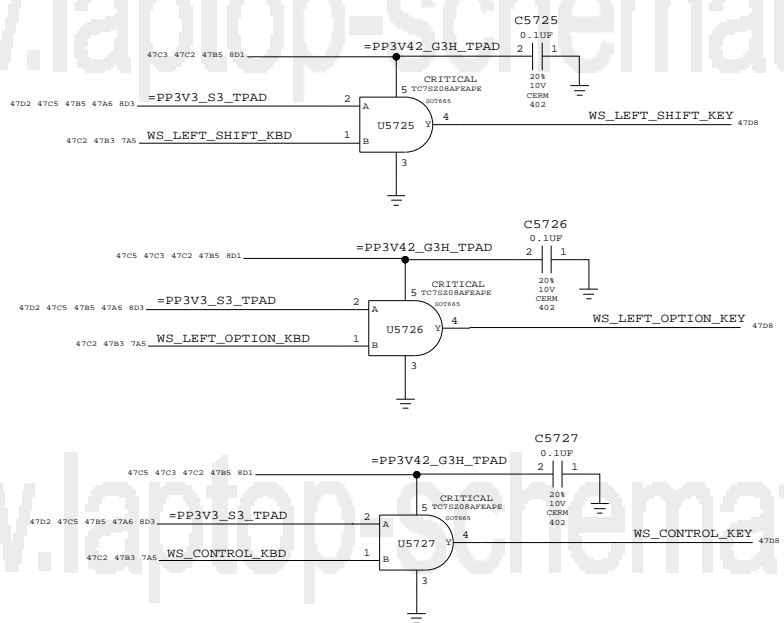 www.laptop-schema
C5725
0.1UF
=PP3V42_G3H_TPAD
47C3 47C2 47B5 8D1
2 1
CRITICAL
5 TC7SZ08AFEAPE
SOT665
20%
10V
CERM
402
47D2 47C5 47B5 47A6 8D3 =PP3V3_S3_TPAD 2 A
U5725 Y 4 WS_LEFT_SHIFT_KEY 47D8
47C2 47B3 7A5 WS_LEFT_SHIFT_KBD 1 B
3
C5726
0.1UF
=PP3V42_G3H_TPAD
47C5 47C3 47C2 47B5 8D1
2 1
CRITICAL
5 TC7SZ08AFEAPE
SOT665
20%
10V
CERM
402
47D2 47C5 47B5 47A6 8D3 =PP3V3_S3_TPAD 2 A
U5726 Y 4 WS_LEFT_OPTION_KEY 47D8
47C2 47B3 7A5 WS_LEFT_OPTION_KBD 1 B
3
C5727
0.1UF
=PP3V42_G3H_TPAD
47C5 47C3 47C2 47B5 8D1
2 1
w.laptop-schema
CRITICAL
5 TC7SZ08AFEAPE
SOT665
20%
10V
CERM
402
47D2 47C5 47B5 47A6 8D3 =PP3V3_S3_TPAD 2 A
U5727 Y 4 WS_CONTROL_KEY 47D8
47C2 47B3 7A5 WS_CONTROL_KBD 1 B
3